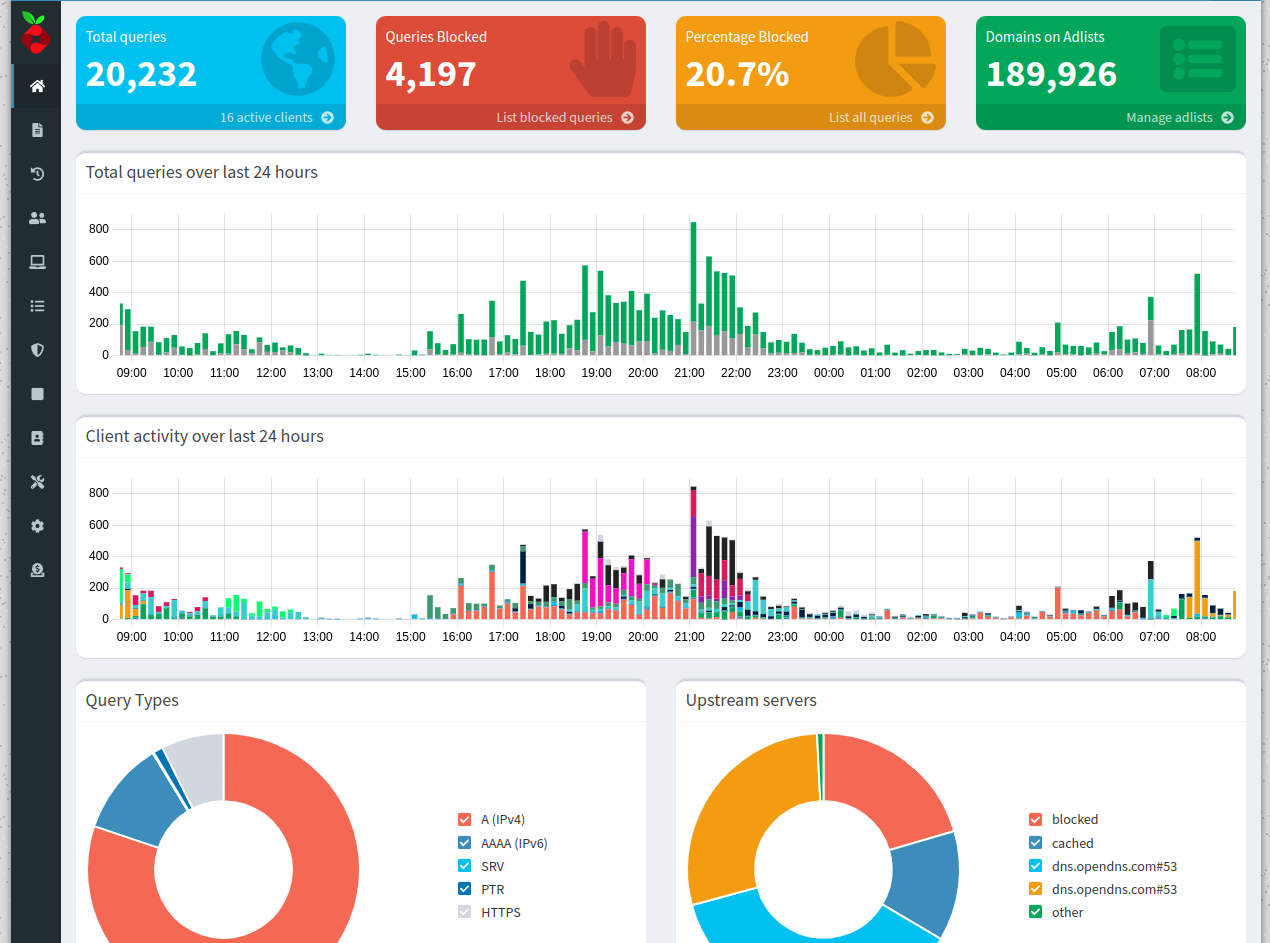 Total queries
20,232
16 active clients
Queries Blocked
4,197
List blocked queries
Percentage Blocked
20.7%
List all queries
Domains on Adlists
189,926
Manage adlists
Total queries over last 24 hours
800
600
400
200
0
09:00 10:00 11:00 12:00 13:00 14:00 15:00 16:00 17:00 18:00 19:00 20:00 21:00 22:00 23:00 00:00 01:00 02:00 03:00 04:00 05:00 06:00 07:00 08:00
Client activity over last 24 hours
800
600
400
200
0
09:00 10:00 11:00 12:00 13:00 14:00 15:00 16:00 17:00 18:00 19:00 20:00 21:00 22:00 23:00 00:00 01:00 02:00 03:00 04:00 05:00 06:00 07:00 08:00
Query Types
A (IPv4)
AAAA (IPv6)
SRV
PTR
HTTPS
Upstream servers
blocked
cached
dns.opendns.com#53
dns.opendns.com#53
other